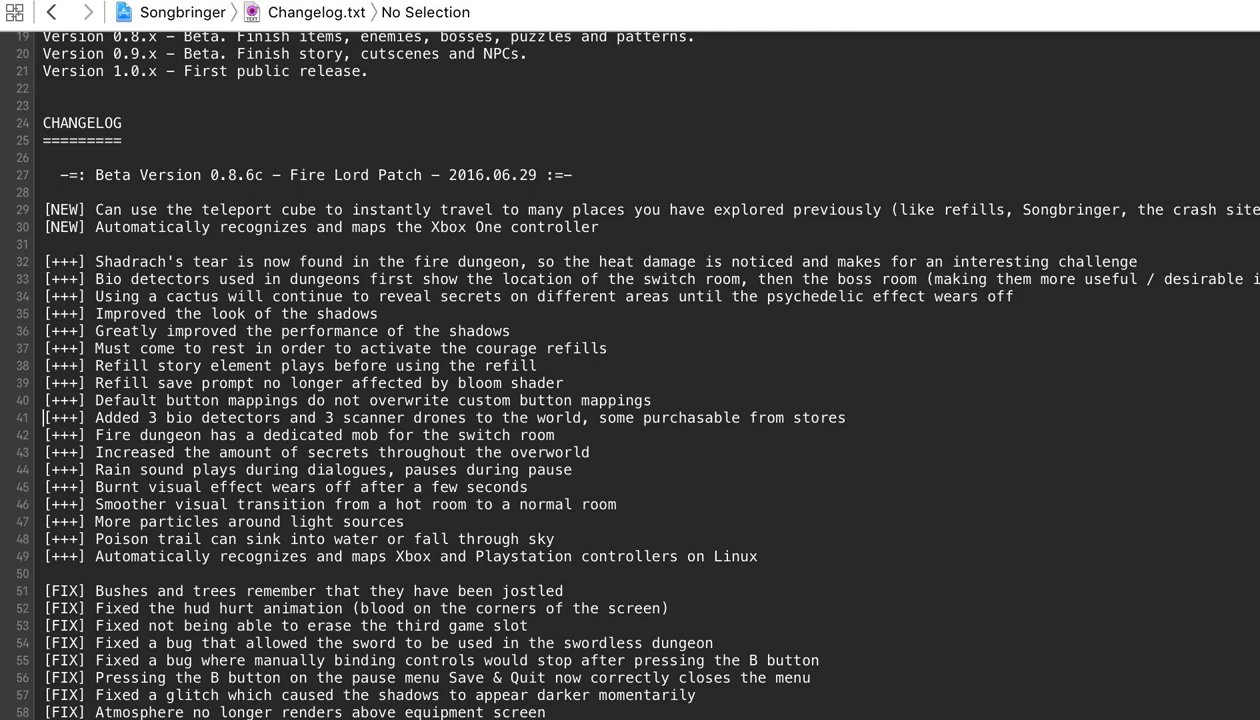 Songbringer Changelog.txt No Selection
19 Version 0.8.x – Beta. Finish items, enemies, bosses, puzzles and patterns.
20 Version 0.9.x – Beta. Finish story, cutscenes and NPCs.
21 Version 1.0.x – First public release.
22
23
24 CHANGELOG
25 =========
26
27 -=: Beta Version 0.8.6c – Fire Lord Patch – 2016.06.29 :=-
28
29 [NEW] Can use the teleport cube to instantly travel to many places you have explored previously (like refills, Songbringer, the crash site
30 [NEW] Automatically recognizes and maps the Xbox One controller
31
32 [+++] Shadrach's tear is now found in the fire dungeon, so the heat damage is noticed and makes for an interesting challenge
33 [+++] Bio detectors used in dungeons first show the location of the switch room, then the boss room (making them more useful / desirable i
34 [+++] Using a cactus will continue to reveal secrets on different areas until the psychedelic effect wears off
35 [+++] Improved the look of the shadows
36 [+++] Greatly improved the performance of the shadows
37 [+++] Must come to rest in order to activate the courage refills
38 [+++] Refill story element plays before using the refill
39 [+++] Refill save prompt no longer affected by bloom shader
40 [+++] Default button mappings do not overwrite custom button mappings
41 [+++] Added 3 bio detectors and 3 scanner drones to the world, some purchasable from stores
42 [+++] Fire dungeon has a dedicated mob for the switch room
43 [+++] Increased the amount of secrets throughout the overworld
44 [+++] Rain sound plays during dialogues, pauses during pause
45 [+++] Burnt visual effect wears off after a few seconds
46 [+++] Smoother visual transition from a hot room to a normal room
47 [+++] More particles around light sources
48 [+++] Poison trail can sink into water or fall through sky
49 [+++] Automatically recognizes and maps Xbox and Playstation controllers on Linux
50
51 [FIX] Bushes and trees remember that they have been jostled
52 [FIX] Fixed the hud hurt animation (blood on the corners of the screen)
53 [FIX] Fixed not being able to erase the third game slot
54 [FIX] Fixed a bug that allowed the sword to be used in the swordless dungeon
55 [FIX] Fixed a bug where manually binding controls would stop after pressing the B button
56 [FIX] Pressing the B button on the pause menu Save & Quit now correctly closes the menu
57 [FIX] Fixed a glitch which caused the shadows to appear darker momentarily
58 [FIX] Atmosphere no longer renders above equipment screen